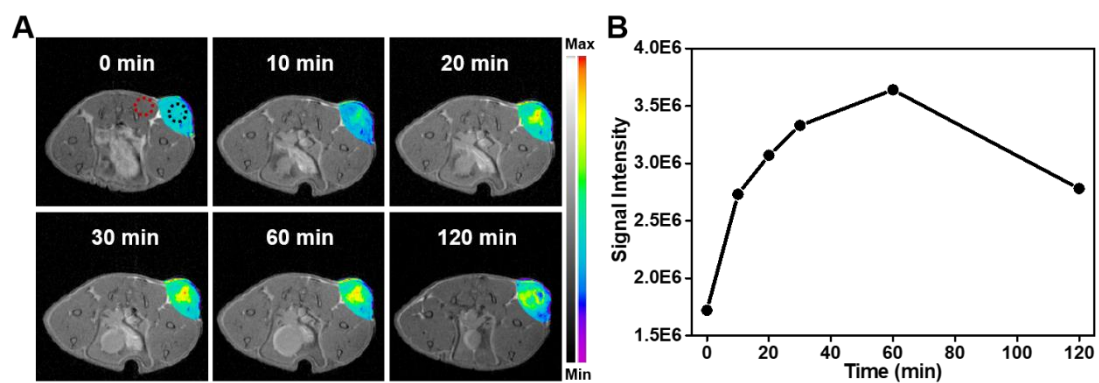 A
0 min
10 min
20 min
30 min
60 min
120 min
Max
Min
B
4.0E6
3.5E6
3.0E6
2.5E6
2.0E6
1.5E6
Signal Intensity
0 20 40 60 80 100 120
Time (min)